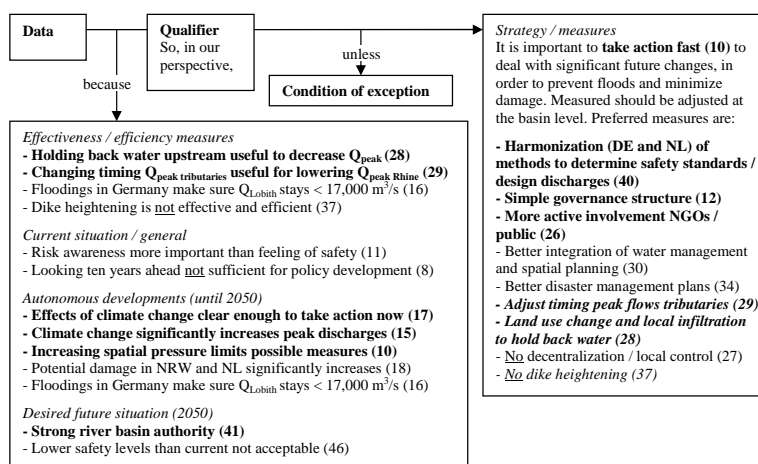 Data
Qualifier
So, in our
perspective,
because
unless
Condition of exception
Effectiveness / efficiency measures
- Holding back water upstream useful to decrease Qpeak (28)
- Changing timing Qpeak tributaries useful for lowering Qpeak Rhine (29)
- Floodings in Germany make sure QLobith stays < 17,000 m³/s (16)
- Dike heightening is not effective and efficient (37)
Current situation / general
- Risk awareness more important than feeling of safety (11)
- Looking ten years ahead not sufficient for policy development (8)
Autonomous developments (until 2050)
- Effects of climate change clear enough to take action now (17)
- Climate change significantly increases peak discharges (15)
- Increasing spatial pressure limits possible measures (10)
- Potential damage in NRW and NL significantly increases (18)
- Floodings in Germany make sure QLobith stays < 17,000 m³/s (16)
Desired future situation (2050)
- Strong river basin authority (41)
- Lower safety levels than current not acceptable (46)
Strategy / measures
It is important to take action fast (10) to
deal with significant future changes, in
order to prevent floods and minimize
damage. Measured should be adjusted at
the basin level. Preferred measures are:
- Harmonization (DE and NL) of
methods to determine safety standards /
design discharges (40)
- Simple governance structure (12)
- More active involvement NGOs /
public (26)
- Better integration of water management
and spatial planning (30)
- Better disaster management plans (34)
- Adjust timing peak flows tributaries (29)
- Land use change and local infiltration
to hold back water (28)
- No decentralization / local control (27)
- No dike heightening (37)